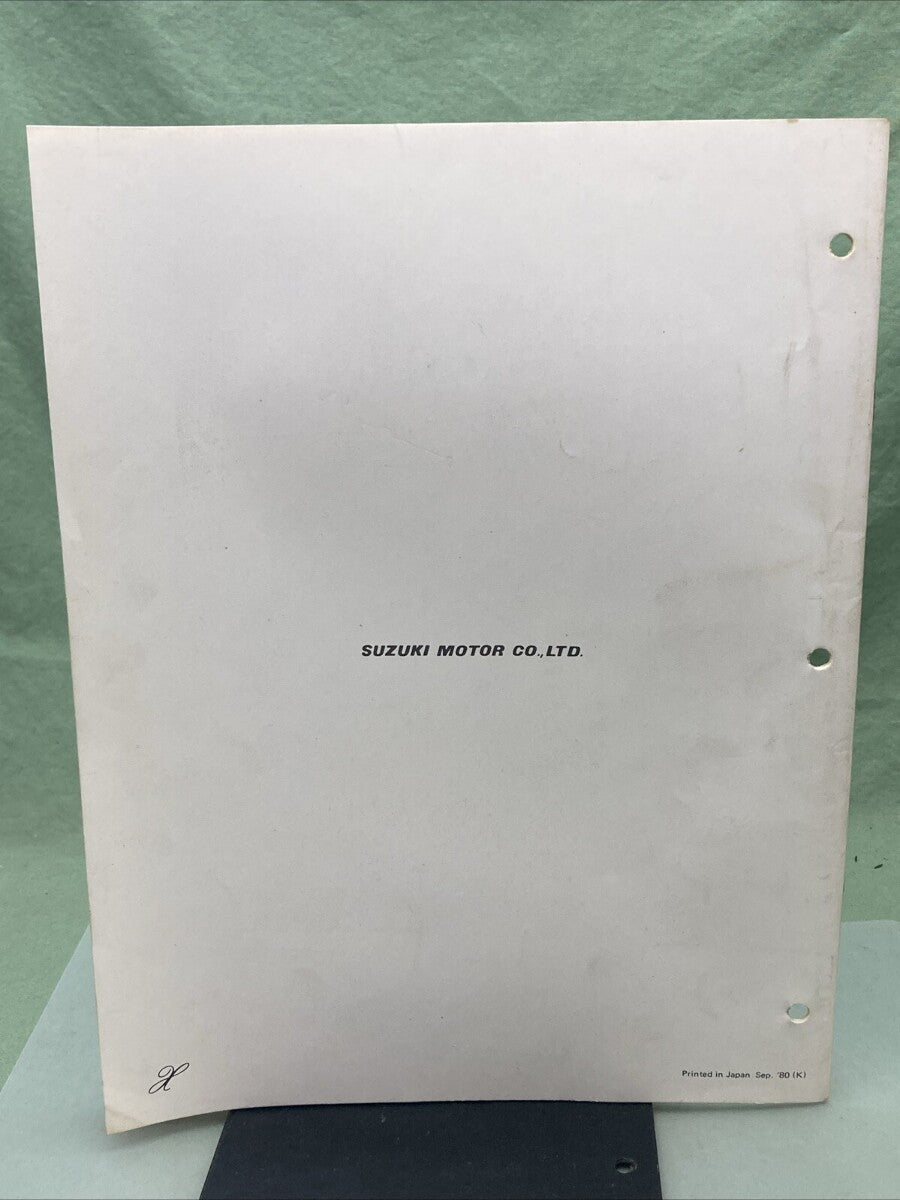 SUZUKI MOTOR CO.,LTD.
Printed in Japan Sep. '80 (K)